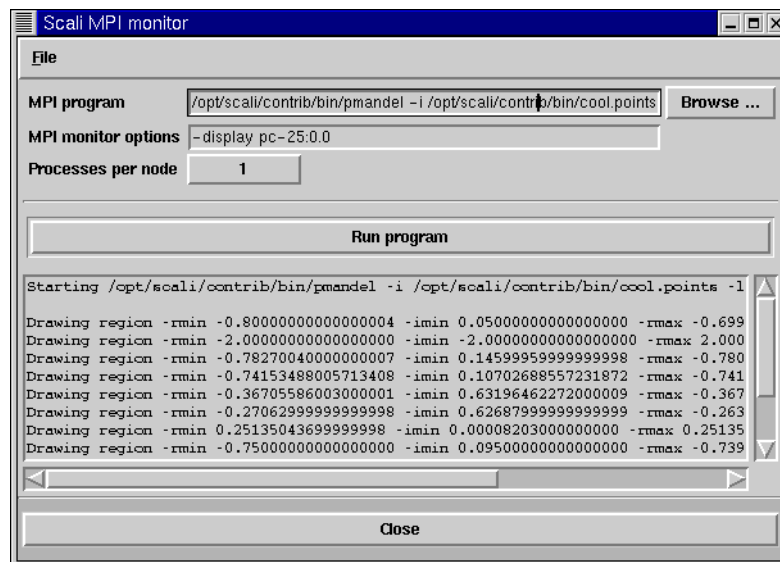 Scali MPI monitor
File
MPI program /opt/scali/contrib/bin/pmandel -i /opt/scali/contrib/bin/cool.points Browse ...
MPI monitor options -display pc-25:0.0
Processes per node 1
Run program
Starting /opt/scali/contrib/bin/pmandel -i /opt/scali/contrib/bin/cool.points -l
Drawing region -rmin -0.80000000000000004 -imin 0.05000000000000000 -rmax -0.699
Drawing region -rmin -2.00000000000000000 -imin -2.00000000000000000 -rmax 2.000
Drawing region -rmin -0.78270040000000007 -imin 0.14599959999999998 -rmax -0.780
Drawing region -rmin -0.74153488005713408 -imin 0.10702688557231872 -rmax -0.741
Drawing region -rmin -0.36705586003000001 -imin 0.63196462272000009 -rmax -0.367
Drawing region -rmin -0.27062999999999998 -imin 0.62687999999999999 -rmax -0.263
Drawing region -rmin 0.25135043699999998 -imin 0.00008203000000000 -rmax 0.25135
Drawing region -rmin -0.75000000000000000 -imin 0.09500000000000000 -rmax -0.739
Close